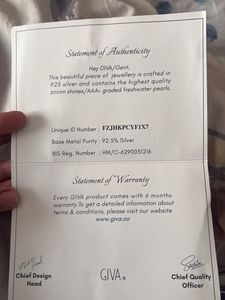 Statement of Authenticity
Hey DIVA/Gent,
This beautiful piece of jewellery is crafted in
925 silver and contains the highest quality
zircon stones/AAA+ graded freshwater pearls.
Unique ID Number : VZJHKPCYFIX7
Base Metal Purity : 92.5% Silver
BIS Reg. Number : HM/C-6290051216
Statement of Warranty
Every GIVA product comes with 6 months
warranty. To get a detailed information about
terms & conditions, please visit our website
www.giva.co
Chief Design
Head
GIVA
Chief Quality
Officer